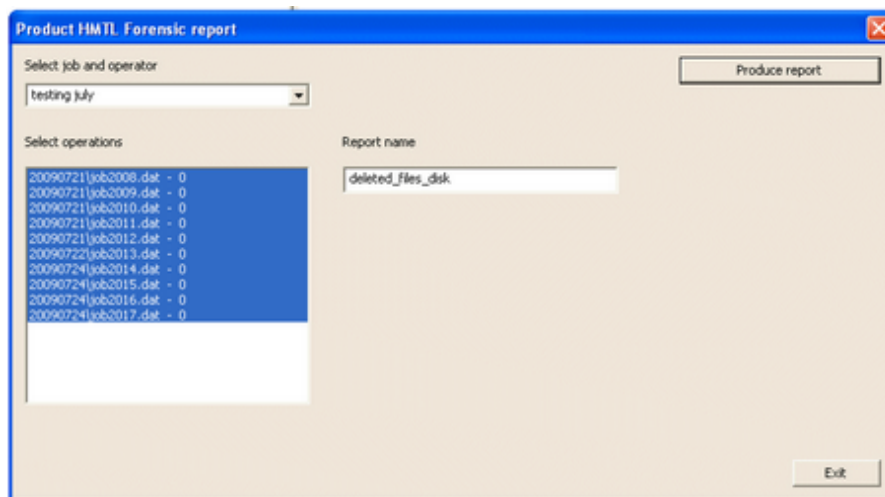 Product HMTL Forensic report
Select job and operator
Produce report
testing july
Select operations
Report name
20090721\job2008.dat - 0
deleted_files_disk
20090721\job2009.dat - 0
20090721\job2010.dat - 0
20090721\job2011.dat - 0
20090721\job2012.dat - 0
20090722\job2013.dat - 0
20090724\job2014.dat - 0
20090724\job2015.dat - 0
20090724\job2016.dat - 0
20090724\job2017.dat - 0
Exit